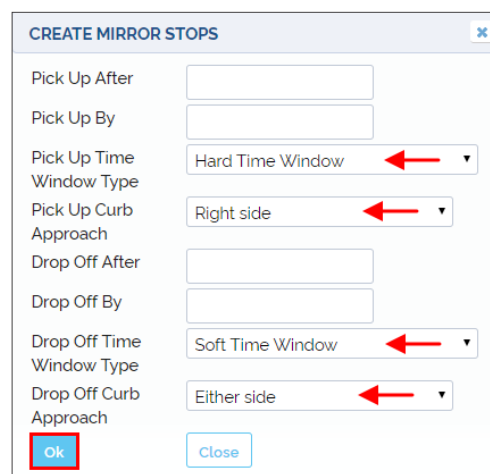 CREATE MIRROR STOPS
Pick Up After
Pick Up By
Pick Up Time
Window Type
Hard Time Window
Pick Up Curb
Approach
Right side
Drop Off After
Drop Off By
Drop Off Time
Window Type
Soft Time Window
Drop Off Curb
Approach
Either side
Ok
Close